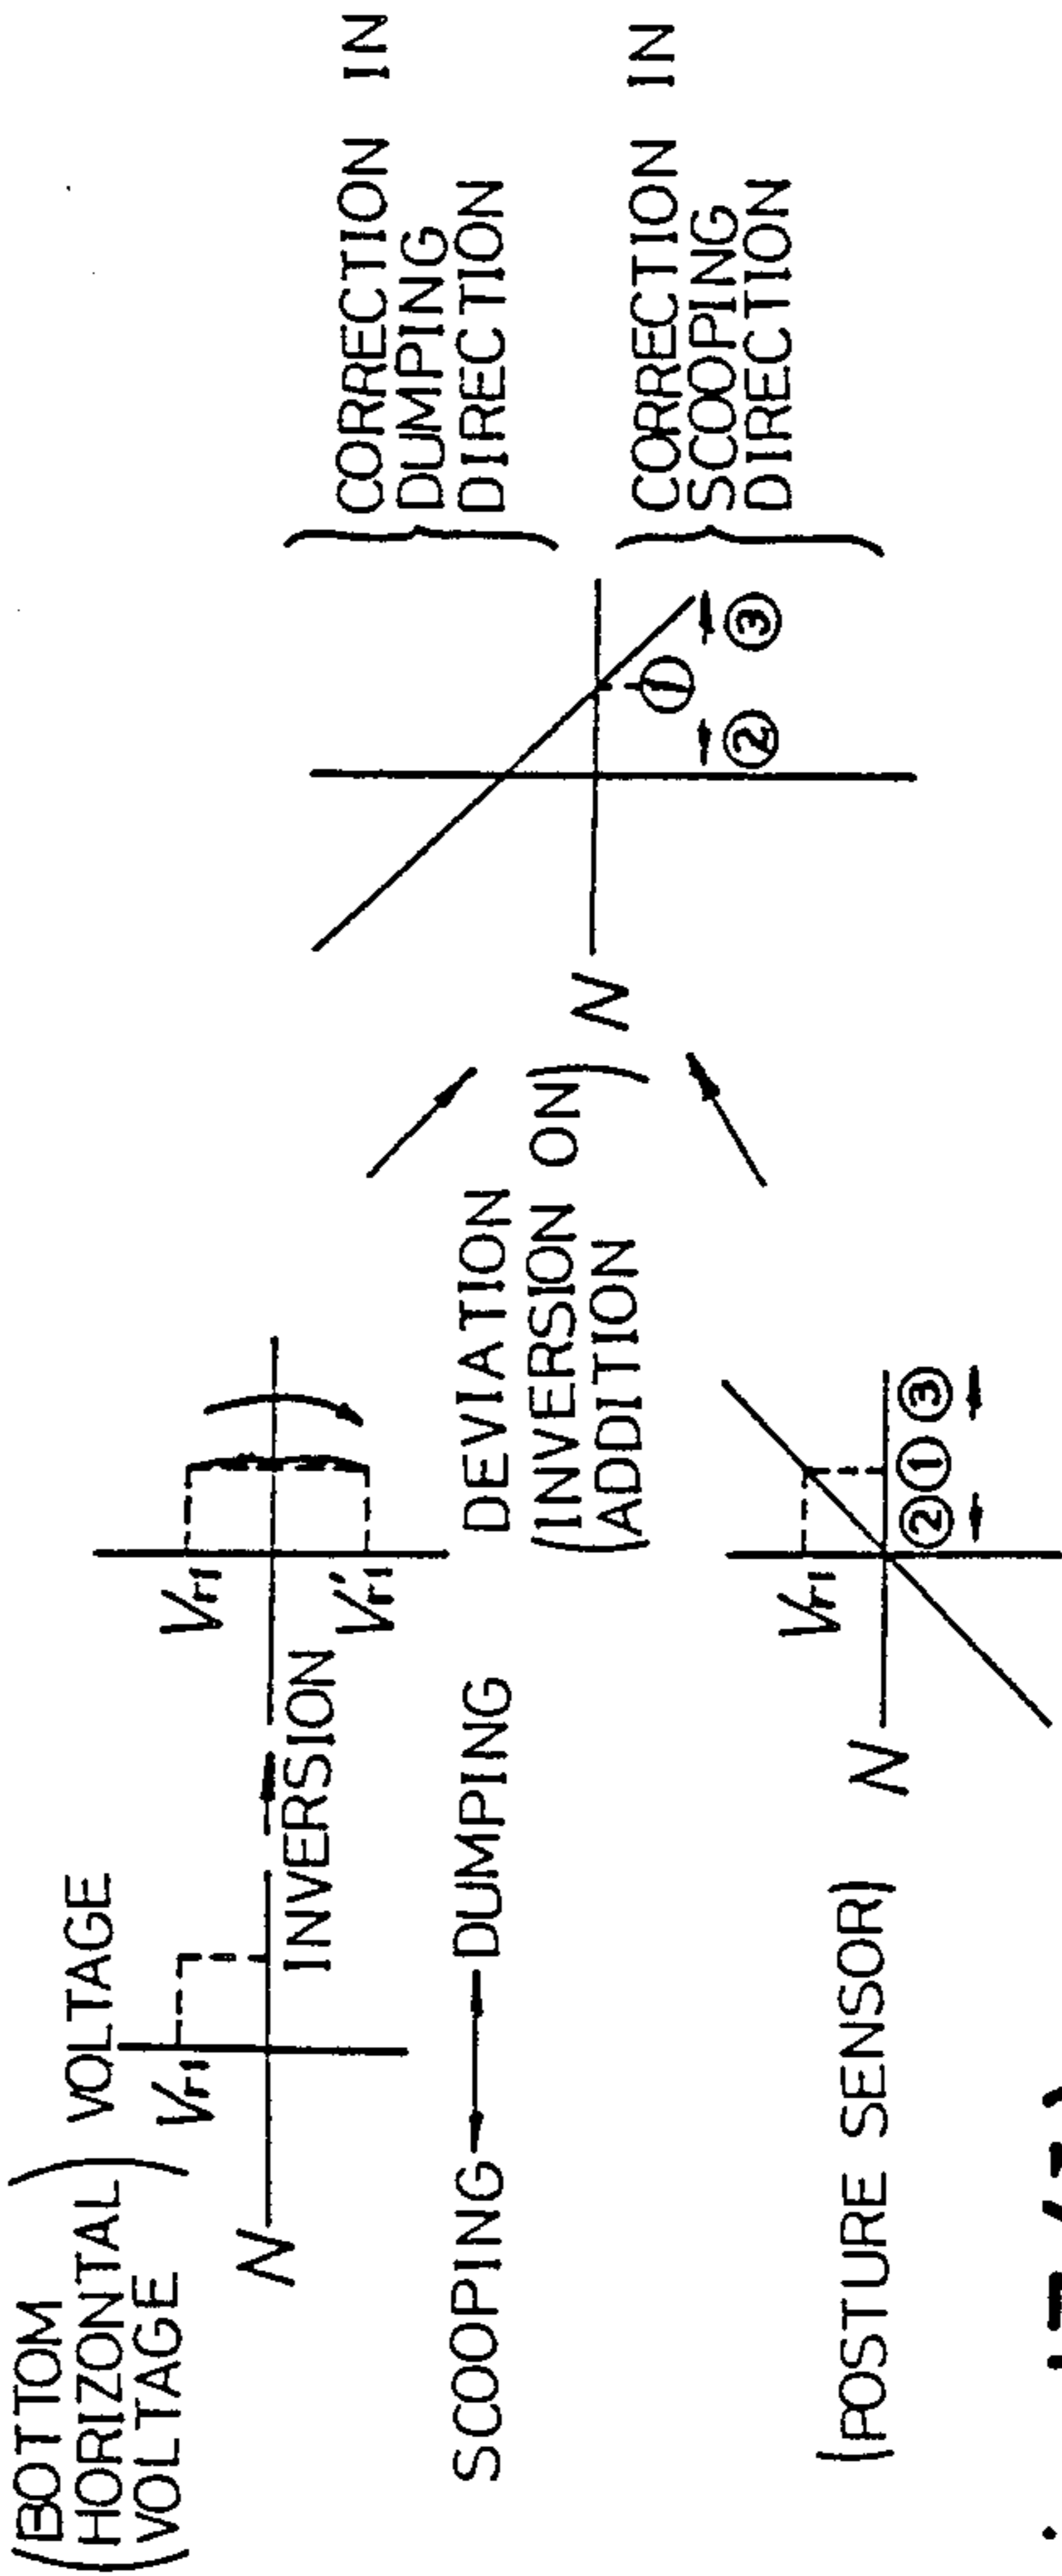 (BOTTOM
HORIZONTAL)
VOLTAGE
VOLTAGE
Vr1
N
INVERSION
Vr1
Vr1'
SCOOPING
DUMPING
(POSTURE SENSOR)
N
Vr1
② ① ③
DEVIATION
(INVERSION ON)
ADDITION
N
①
② ③
CORRECTION IN
DUMPING
DIRECTION
CORRECTION IN
SCOOPING
DIRECTION